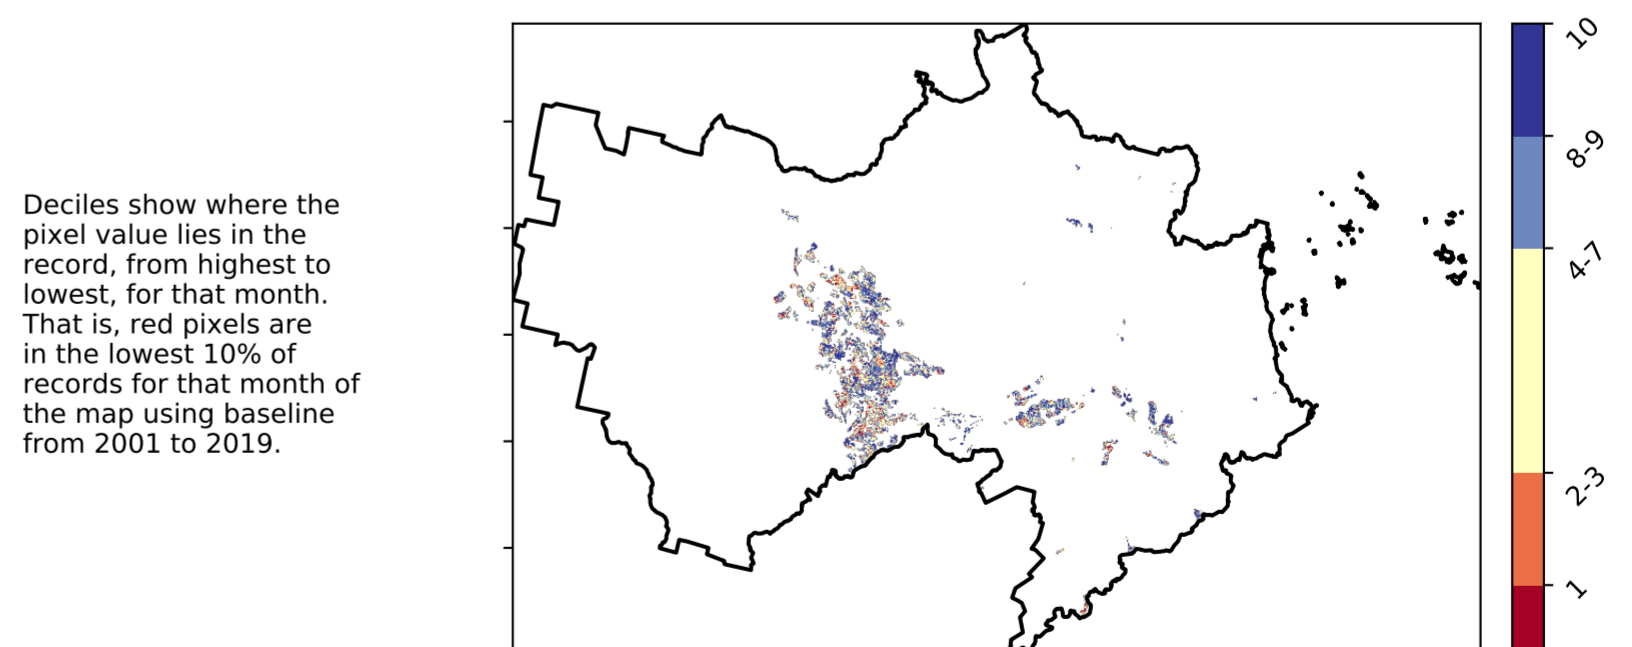 Deciles show where the
pixel value lies in the
record, from highest to
lowest, for that month.
That is, red pixels are
in the lowest 10% of
records for that month of
the map using baseline
from 2001 to 2019.
10
8-9
4-7
2-3
1